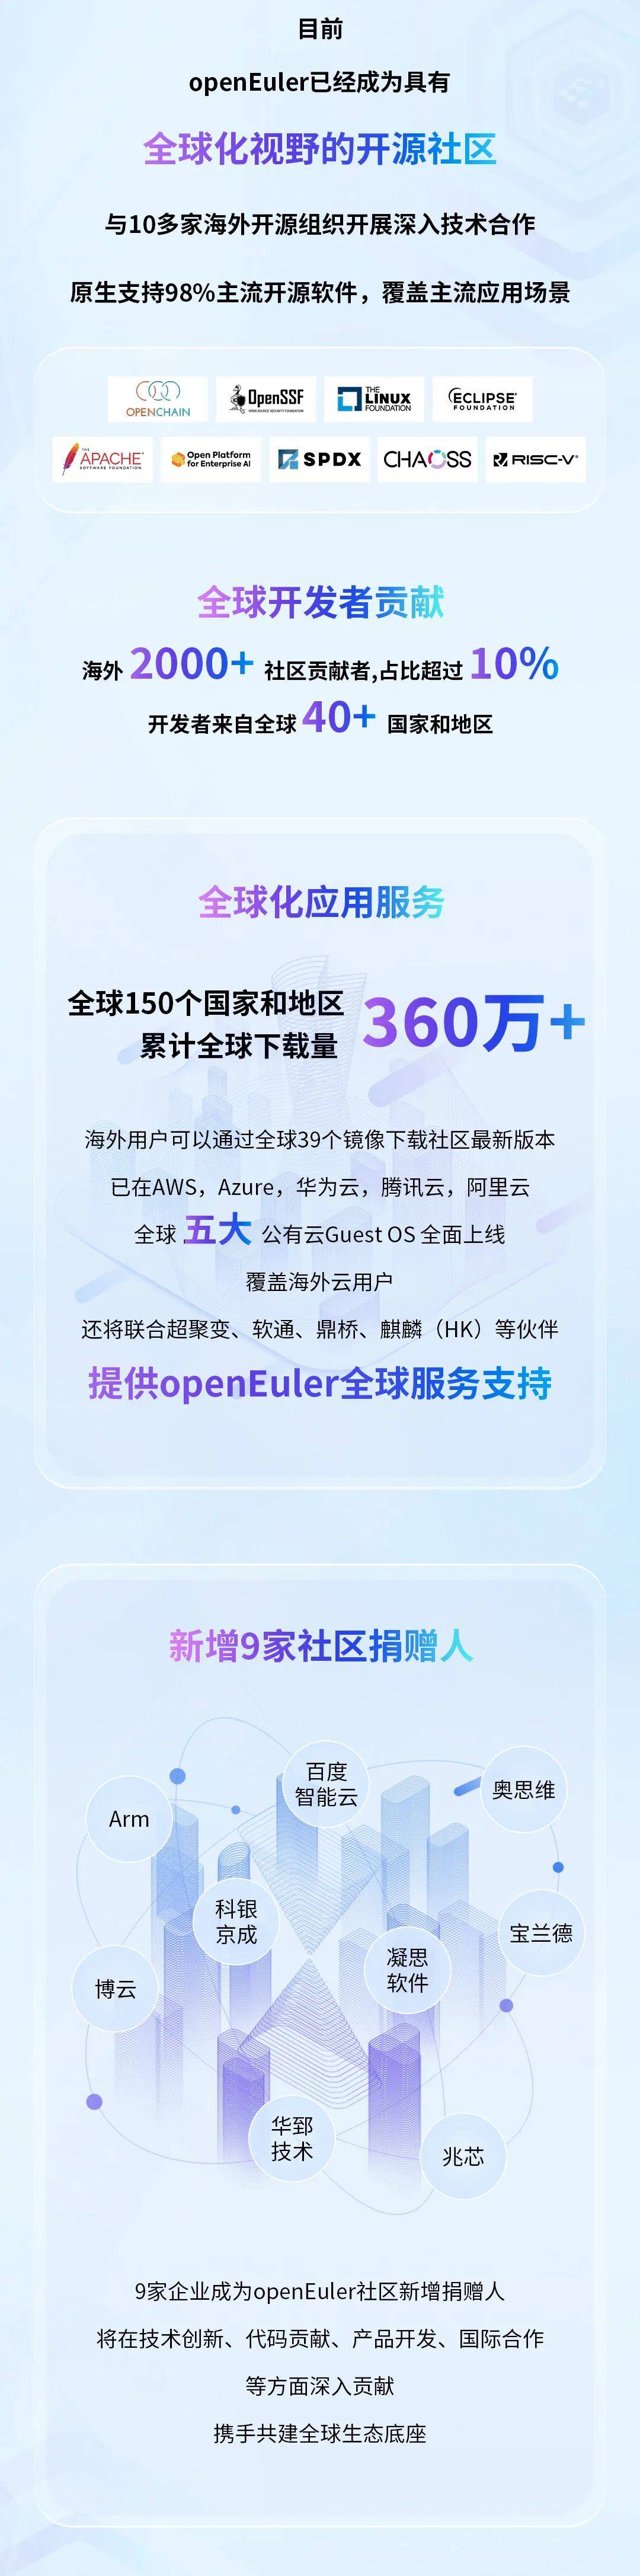 目前
openEuler已经成为具有
全球化视野的开源社区
与10多家海外开源组织开展深入技术合作
原生支持98%主流开源软件，覆盖主流应用场景
OPENCHAIN
OpenSSF
OPEN SOURCE SECURITY FOUNDATION
THE
LINUX
FOUNDATION
ECLIPSE
FOUNDATION
THE
APACHE
SOFTWARE FOUNDATION
Open Platform
for Enterprise AI
SPDX
CHAOSS
RISC-V
全球开发者贡献
海外 2000+ 社区贡献者,占比超过 10%
开发者来自全球 40+ 国家和地区
全球化应用服务
全球150个国家和地区
累计全球下载量
360万+
海外用户可以通过全球39个镜像下载社区最新版本
已在AWS，Azure，华为云，腾讯云，阿里云
全球 五大 公有云Guest OS 全面上线
覆盖海外云用户
还将联合超聚变、软通、鼎桥、麒麟（HK）等伙伴
提供openEuler全球服务支持
新增9家社区捐赠人
百度
智能云
奥思维
Arm
科银
京成
宝兰德
凝思
软件
博云
华郅
技术
兆芯
9家企业成为openEuler社区新增捐赠人
将在技术创新、代码贡献、产品开发、国际合作
等方面深入贡献
携手共建全球生态底座